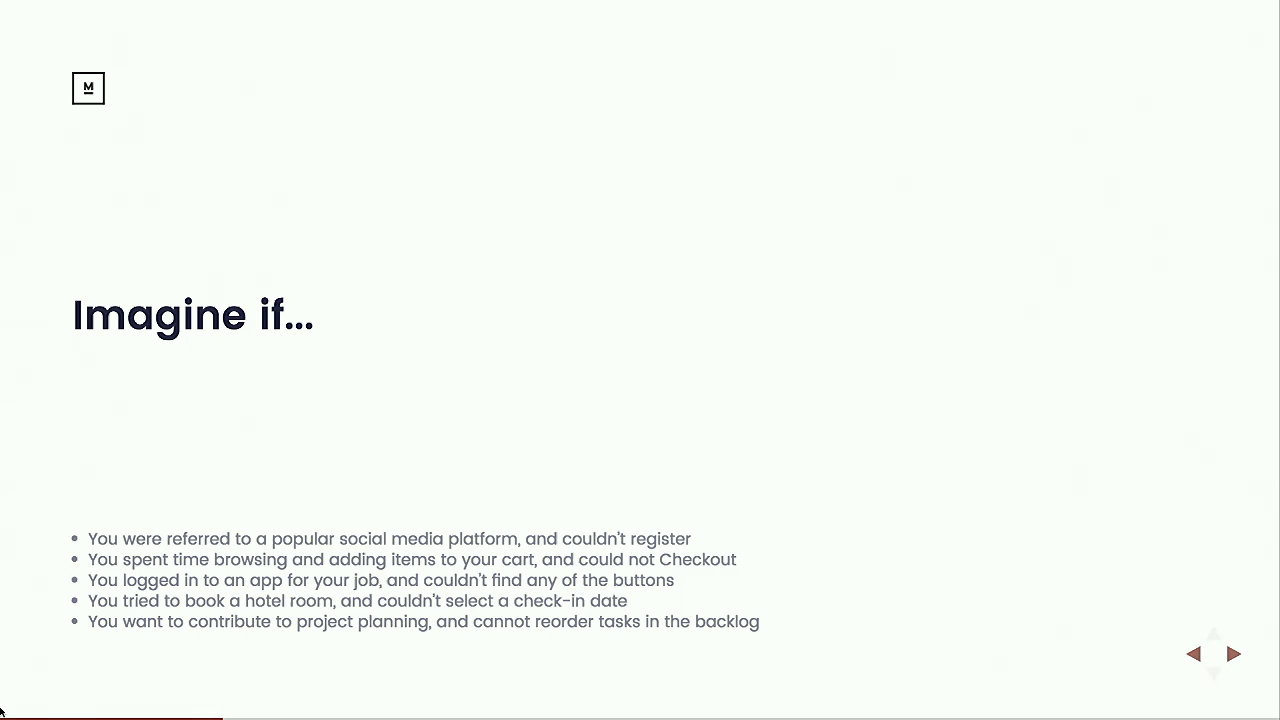 M
Imagine if...
• You were referred to a popular social media platform, and couldn't register
• You spent time browsing and adding items to your cart, and could not Checkout
• You logged in to an app for your job, and couldn't find any of the buttons
• You tried to book a hotel room, and couldn't select a check-in date
• You want to contribute to project planning, and cannot reorder tasks in the backlog